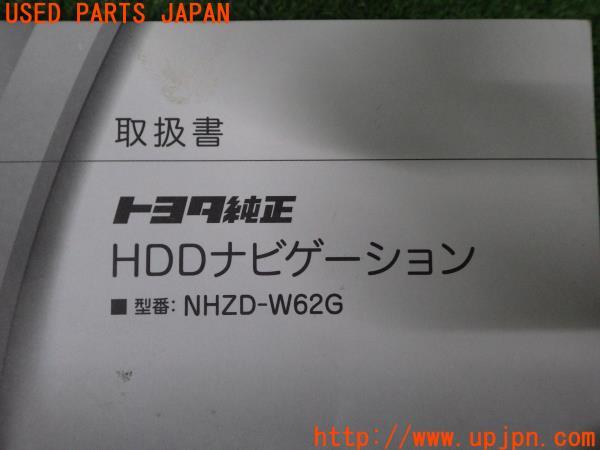 USED PARTS JAPAN
取扱書
トヨタ純正
HDDナビゲーション
■ 型番: NHZD-W62G
http://www.upjpn.com